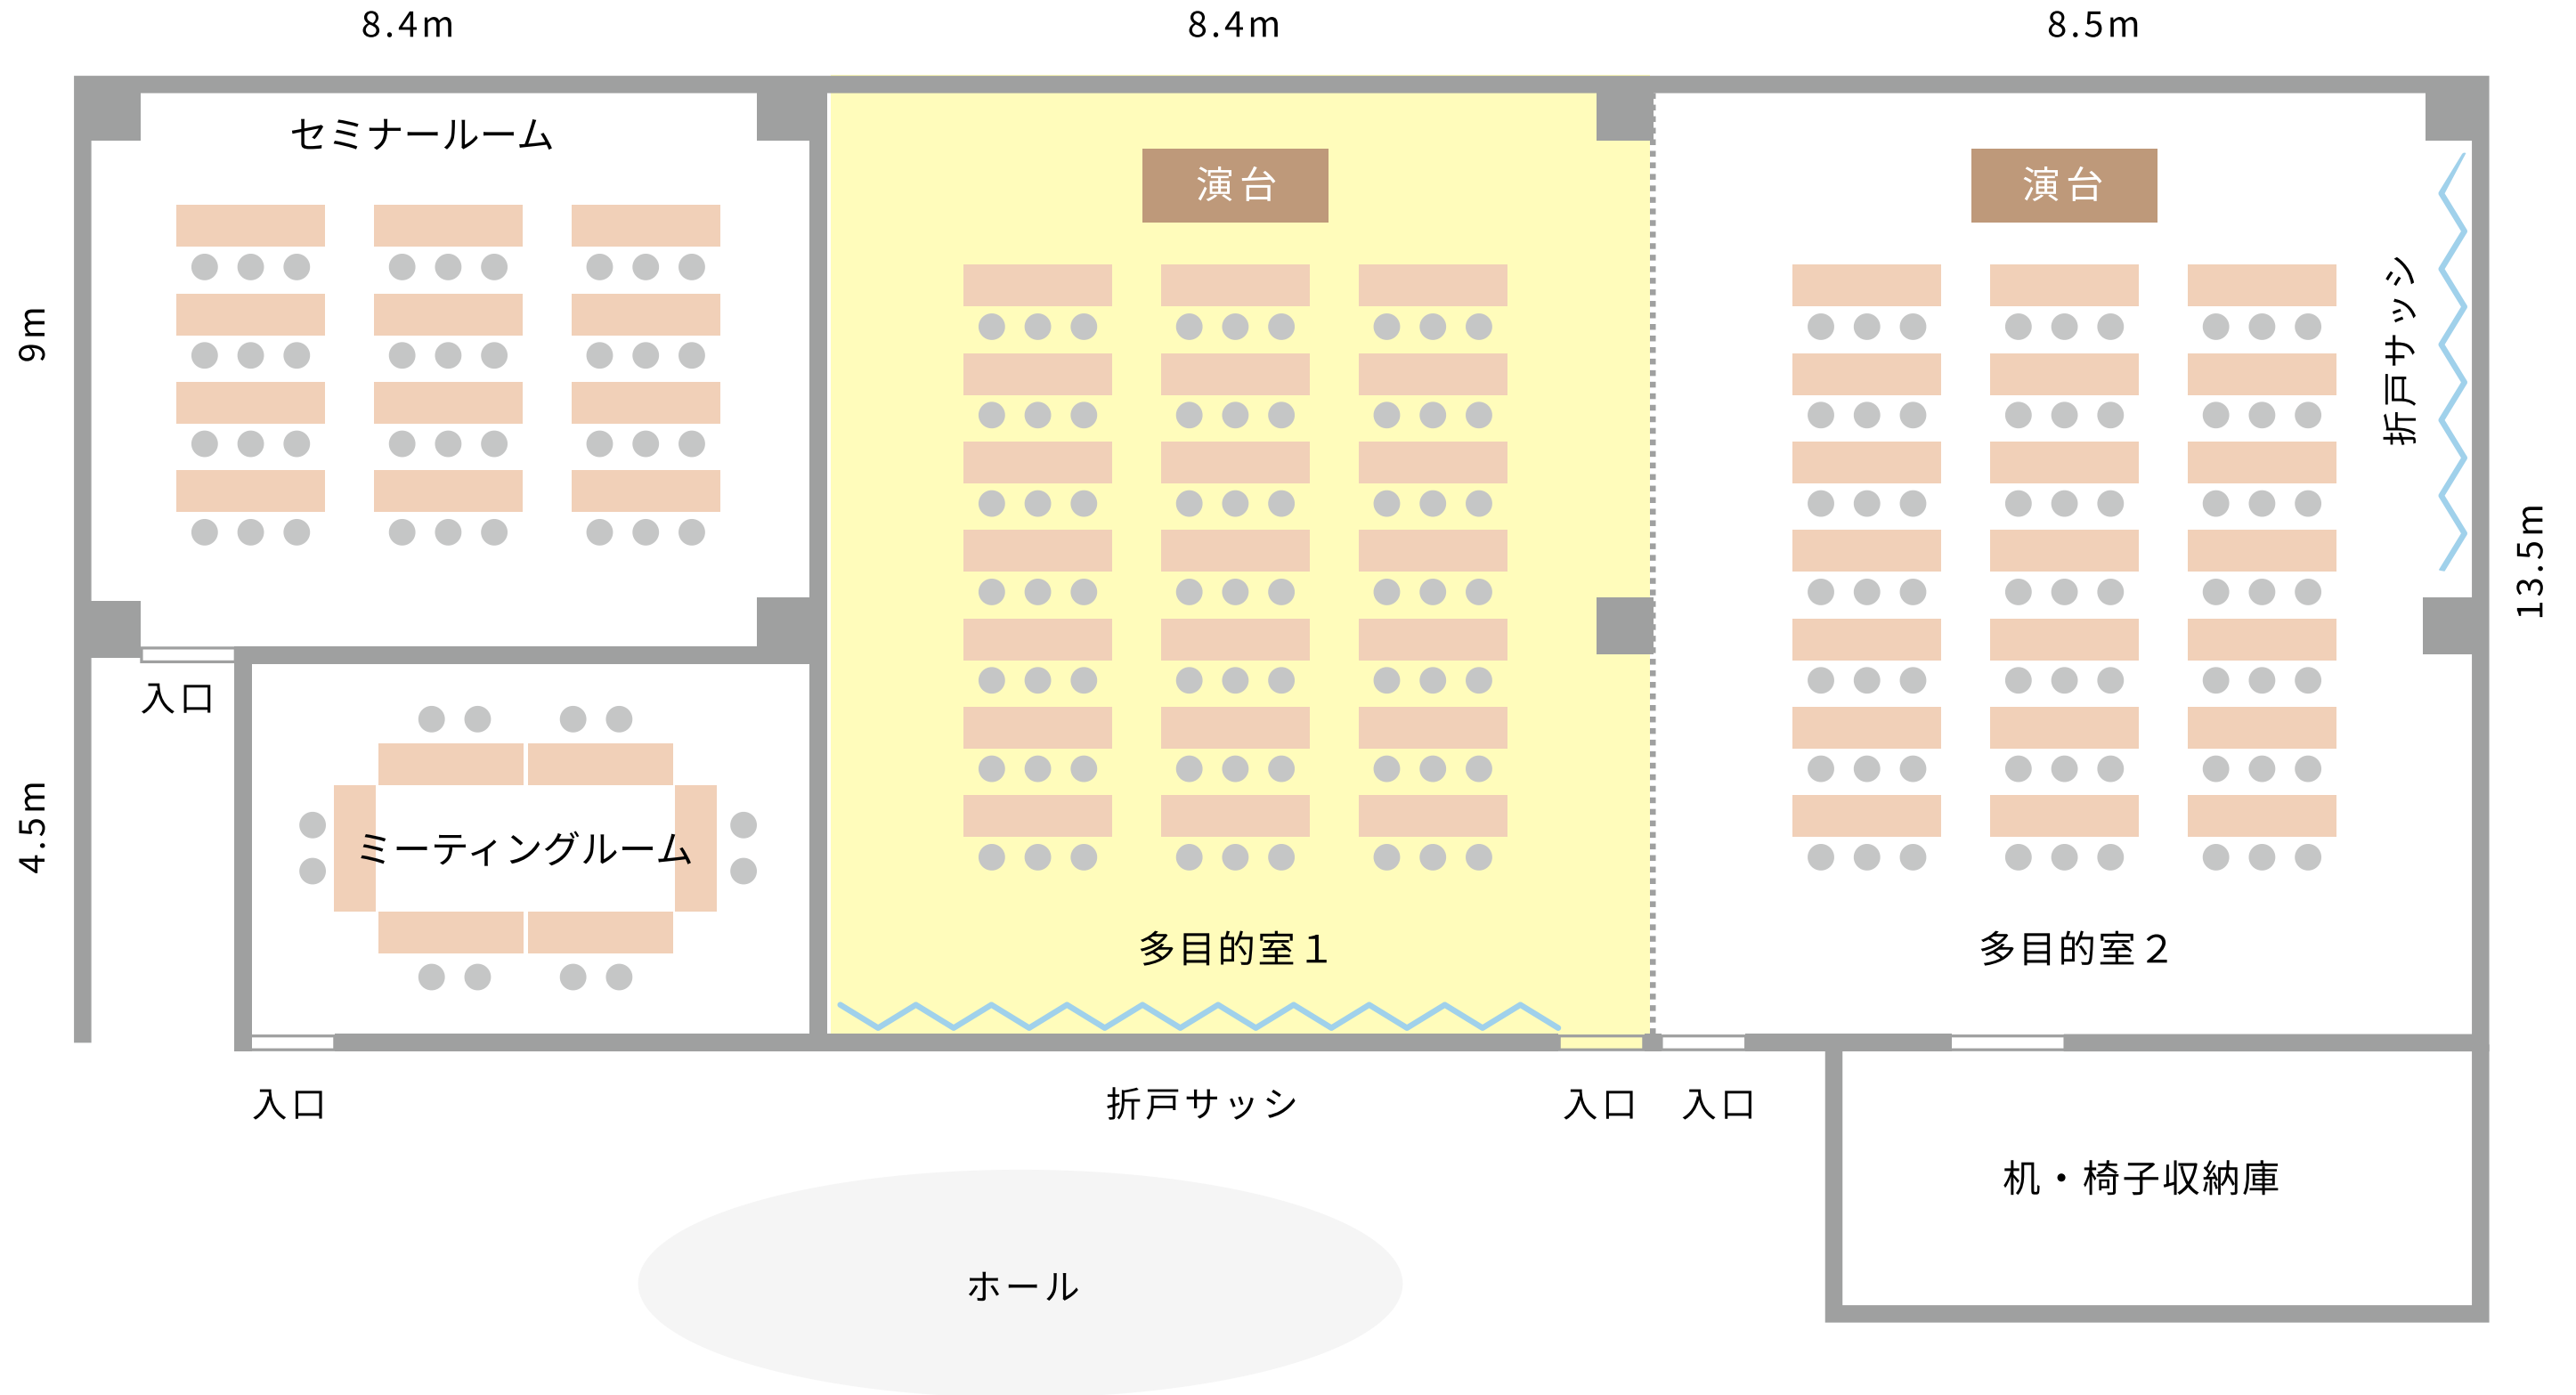 8.4m
8.4m
8.5m
セミナールーム
演台
演台
折戸サッシ
9m
13.5m
入口
4.5m
ミーティングルーム
多目的室１
多目的室２
入口
折戸サッシ
入口
入口
机・椅子収納庫
ホール